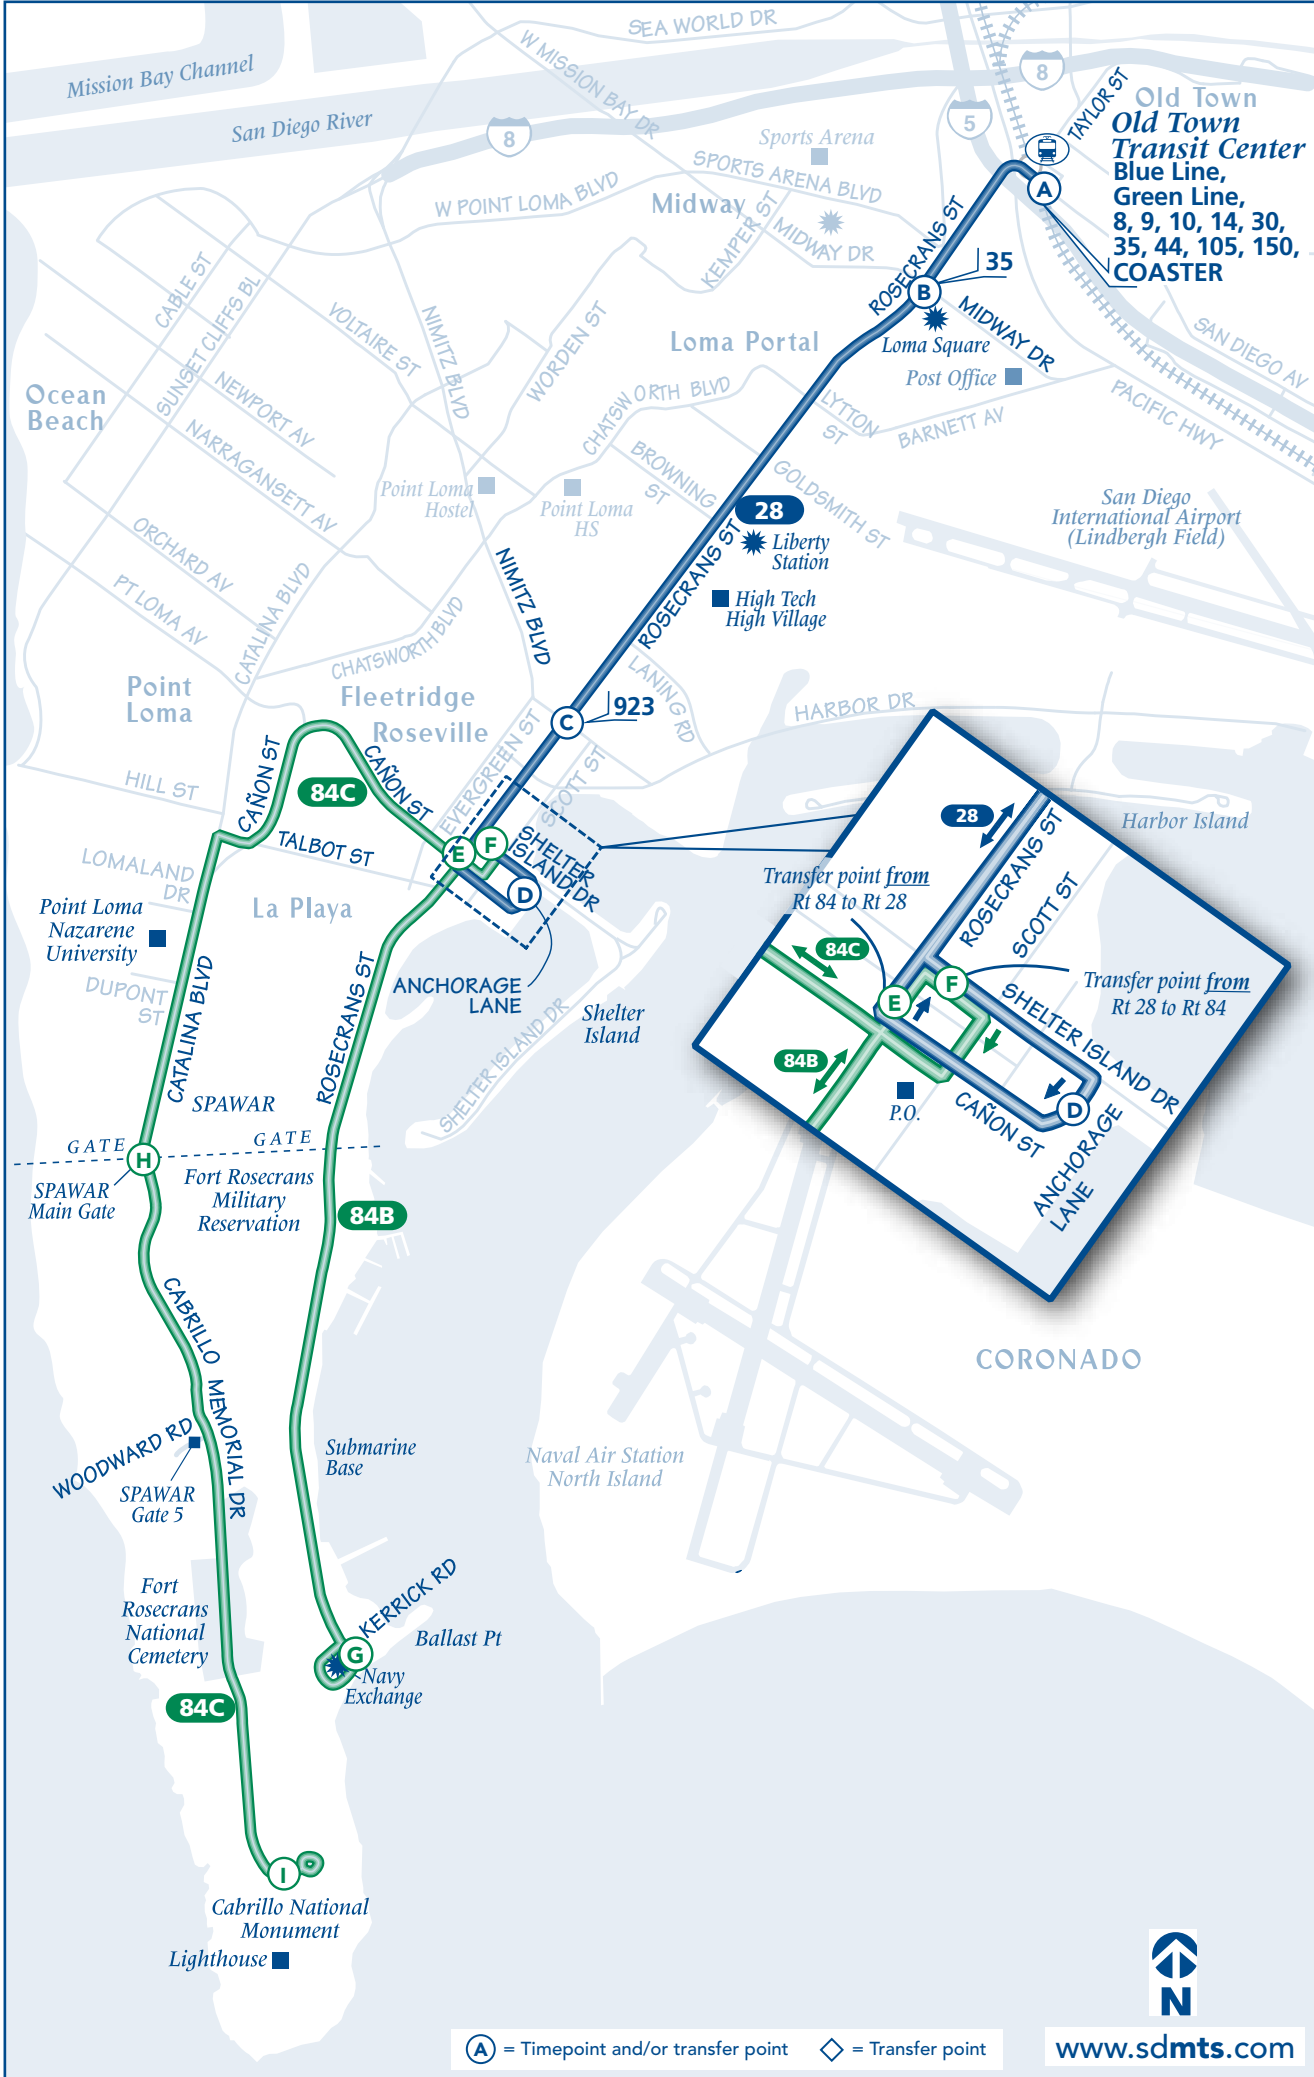 SEA WORLD DR
Mission Bay Channel
San Diego River
W MISSION BAY DR
8
8
5
TAYLOR ST
Old Town
Old Town
Transit Center
Blue Line,
Green Line,
8, 9, 10, 14, 30,
35, 44, 105, 150,
COASTER
A
Sports Arena
SPORTS ARENA BLVD
W POINT LOMA BLVD
Midway
KEMPER ST
MIDWAY DR
ROSECRANS ST
35
B
MIDWAY DR
Loma Square
Post Office
SAN DIEGO AV
PACIFIC HWY
BARNETT AV
LYTTON
ST
Loma Portal
CABLE ST
SUNSET CLIFFS BL
VOLTAIRE ST
NIMITZ BLVD
WORDEN ST
CHATSWORTH BLVD
Ocean
Beach
NEWPORT AV
NARRAGANSETT AV
BROWNING
ST
GOLDSMITH ST
Point Loma
Hostel
Point Loma
HS
28
Liberty
Station
San Diego
International Airport
(Lindbergh Field)
ORCHARD AV
PT LOMA AV
CATALINA BLVD
NIMITZ BLVD
ROSECRANS ST
High Tech
High Village
CHATSWORTH BLVD
LANING RD
Point
Loma
Fleetridge
Roseville
C
923
HARBOR DR
HILL ST
CAÑON ST
84C
CAÑON ST
EVERGREEN ST
SCOTT ST
TALBOT ST
E
F
SHELTER
ISLAND DR
D
LOMALAND
DR
La Playa
Point Loma
Nazarene
University
DUPONT
ST
CATALINA BLVD
ROSECRANS ST
ANCHORAGE
LANE
SHELTER ISLAND DR
Shelter
Island
28
ROSECRANS ST
SCOTT ST
Harbor Island
Transfer point from
Rt 84 to Rt 28
84C
E
F
Transfer point from
Rt 28 to Rt 84
SHELTER ISLAND DR
84B
P.O.
CAÑON ST
D
ANCHORAGE
LANE
SPAWAR
GATE
GATE
H
SPAWAR
Main Gate
Fort Rosecrans
Military
Reservation
84B
CABRILLO MEMORIAL DR
CORONADO
WOODWARD RD
SPAWAR
Gate 5
Submarine
Base
Naval Air Station
North Island
Fort
Rosecrans
National
Cemetery
KERRICK RD
Ballast Pt
G
Navy
Exchange
84C
I
Cabrillo National
Monument
Lighthouse
N
A = Timepoint and/or transfer point
= Transfer point
www.sdmts.com